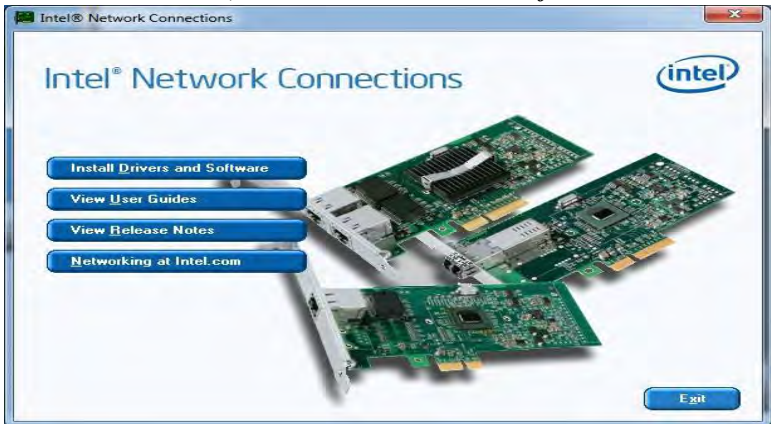 Intel® Network Connections
Intel® Network Connections
intel
Install Drivers and Software
View User Guides
View Release Notes
Networking at Intel.com
Exit